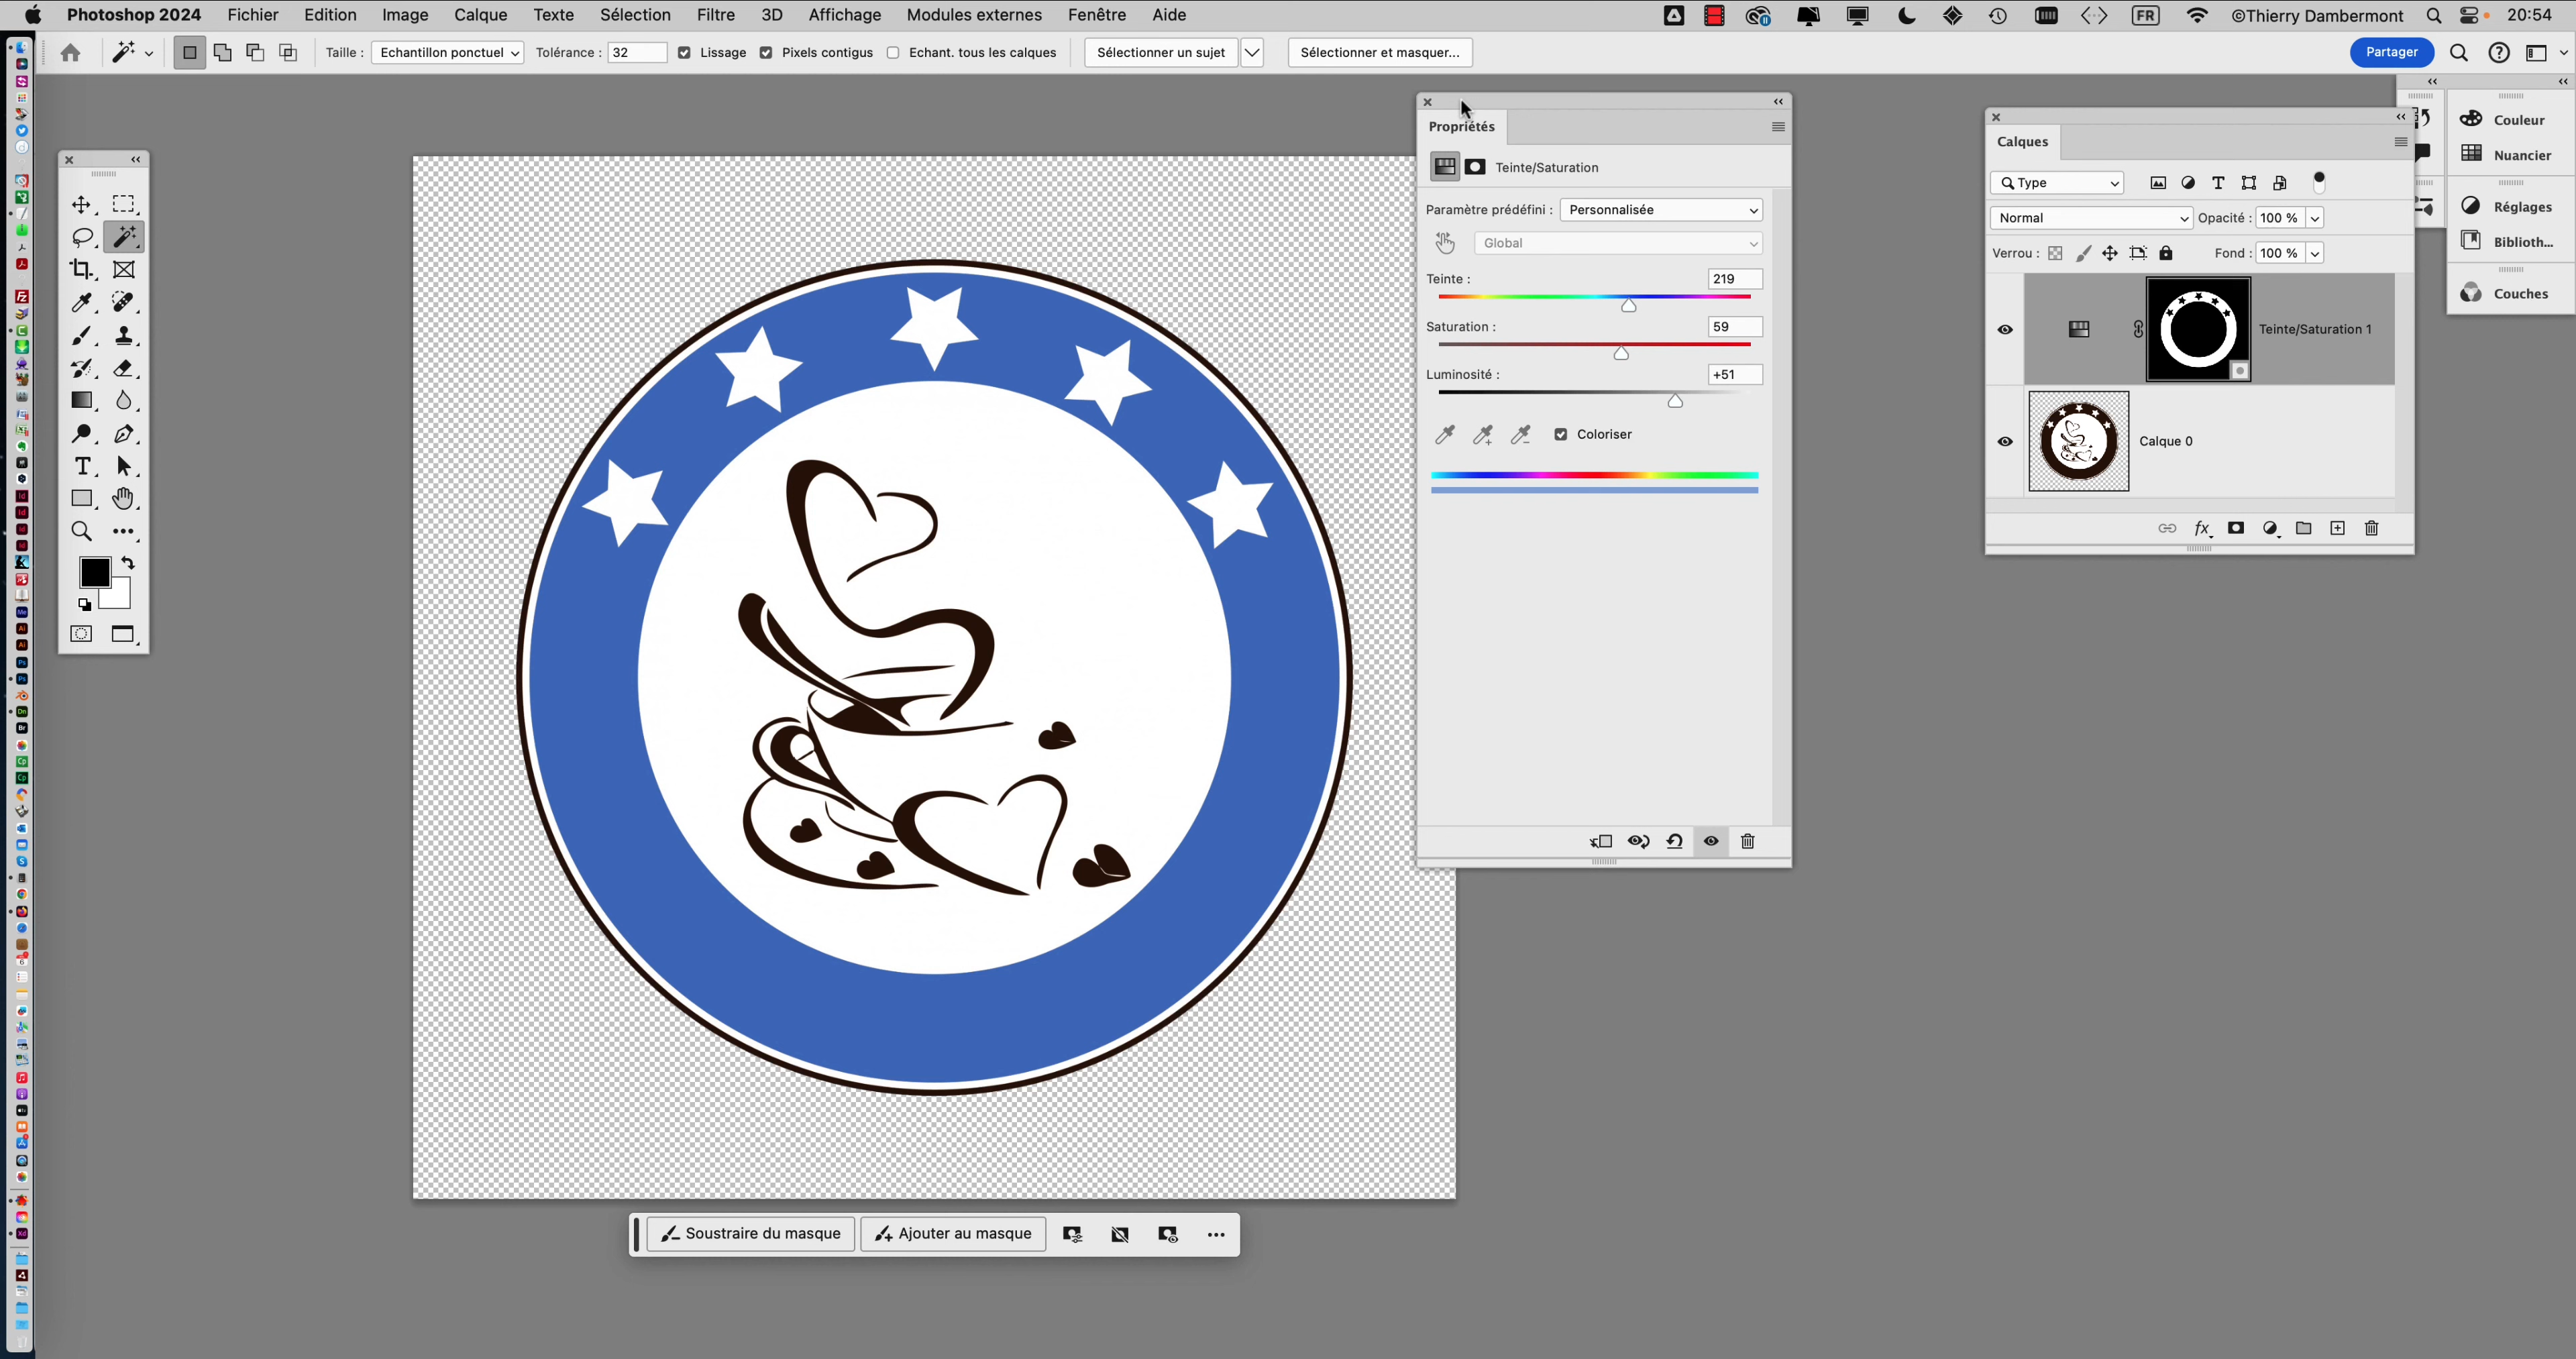 Photoshop 2024 Fichier Edition Image Calque Texte Sélection Filtre 3D Affichage Modules externes Fenêtre Aide FR ©Thierry Dambermont 20:54
Taille : Echantillon ponctuel Tolérance : 32 Lissage Pixels contigus Echant. tous les calques Sélectionner un sujet Sélectionner et masquer... Partager
Propriétés
Teinte/Saturation
Paramètre prédéfini : Personnalisée
Global
Teinte : 219
Saturation : 59
Luminosité : +51
Coloriser
Calques
Type
Normal Opacité : 100 %
Verrou : Fond : 100 %
Teinte/Saturation 1
Calque 0
Couleur
Nuancier
Réglages
Biblioth...
Couches
Soustraire du masque Ajouter au masque